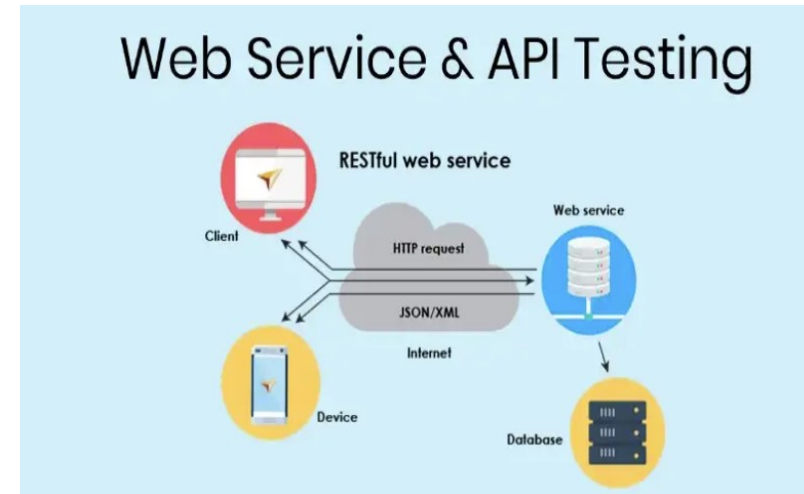 Web Service & API Testing
RESTful web service
Web service
Client
HTTP request
JSON/XML
Internet
Device
Database